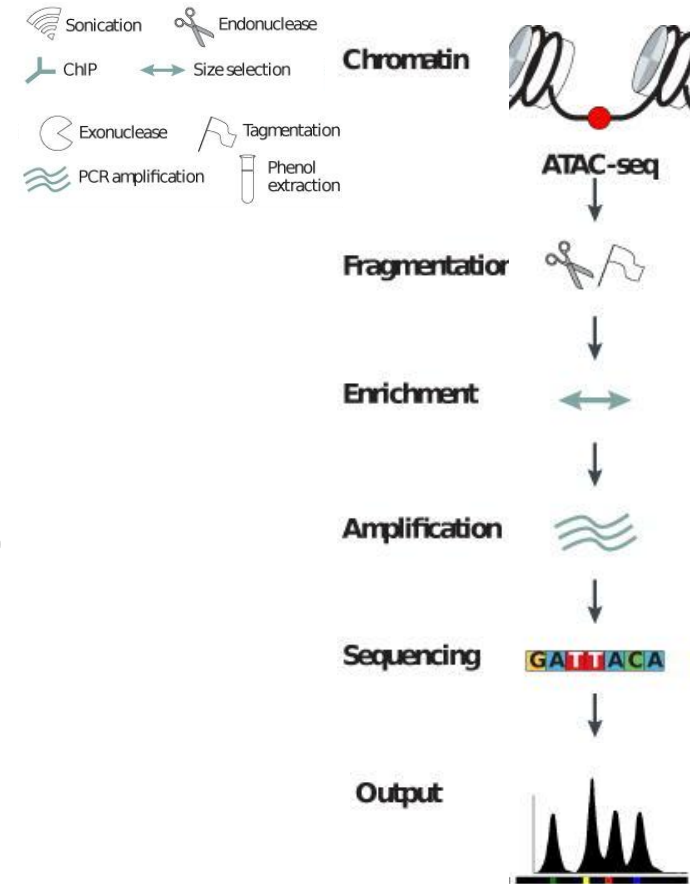 Sonication
Endonuclease
ChIP
Size selection
Exonuclease
Tagmentation
PCR amplification
Phenol
extraction
Chromatin
ATAC-seq
Fragmentation
Enrichment
Amplification
Sequencing
GATTACA
Output